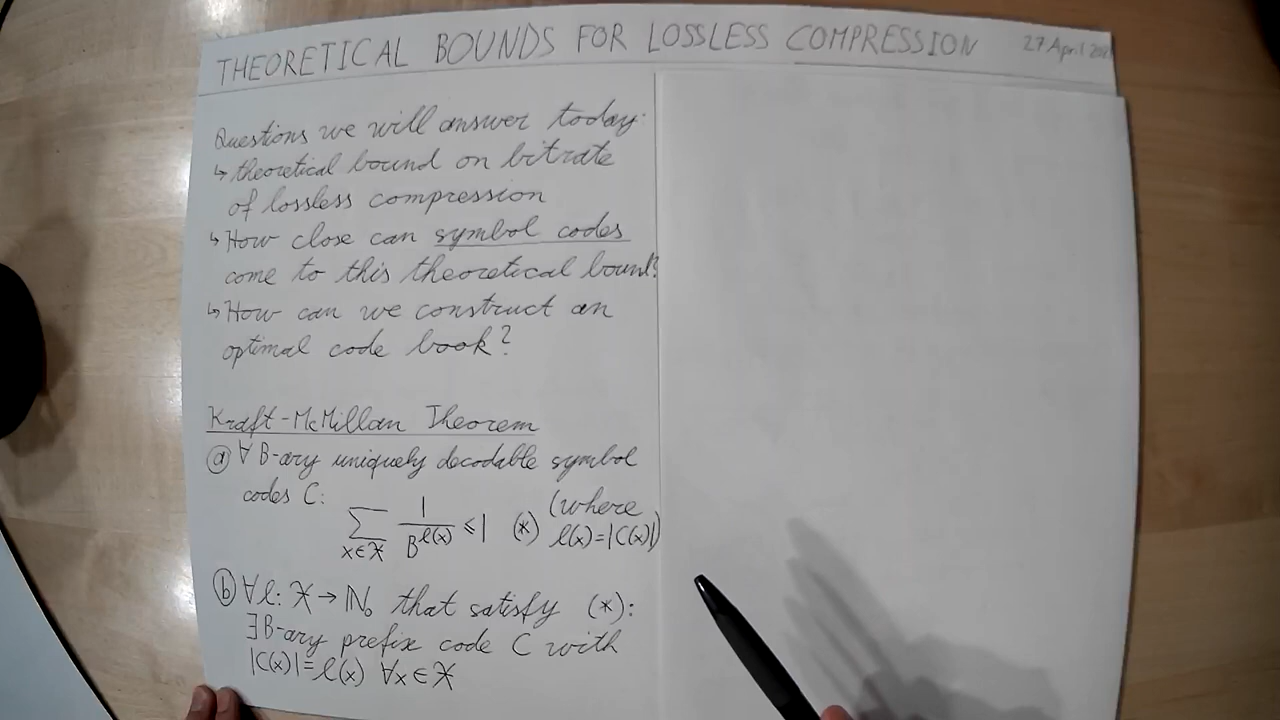 THEORETICAL BOUNDS FOR LOSSLESS COMPRESSION
27 April
Questions we will answer today:
↳ theoretical bound on bitrate
of lossless compression
↳ How close can symbol codes
come to this theoretical bound?
↳ How can we construct an
optimal code book?
Kraft-McMillan Theorem
ⓐ ∀ B-ary uniquely decodable symbol
codes C:
∑_{x∈𝒳} 1/B^{ℓ(x)} ≤ 1 (*) (where
ℓ(x)=|C(x)|)
ⓑ ∀ℓ: 𝒳→ℕ₀ that satisfy (*):
∃ B-ary prefix code C with
|C(x)|=ℓ(x) ∀x∈𝒳